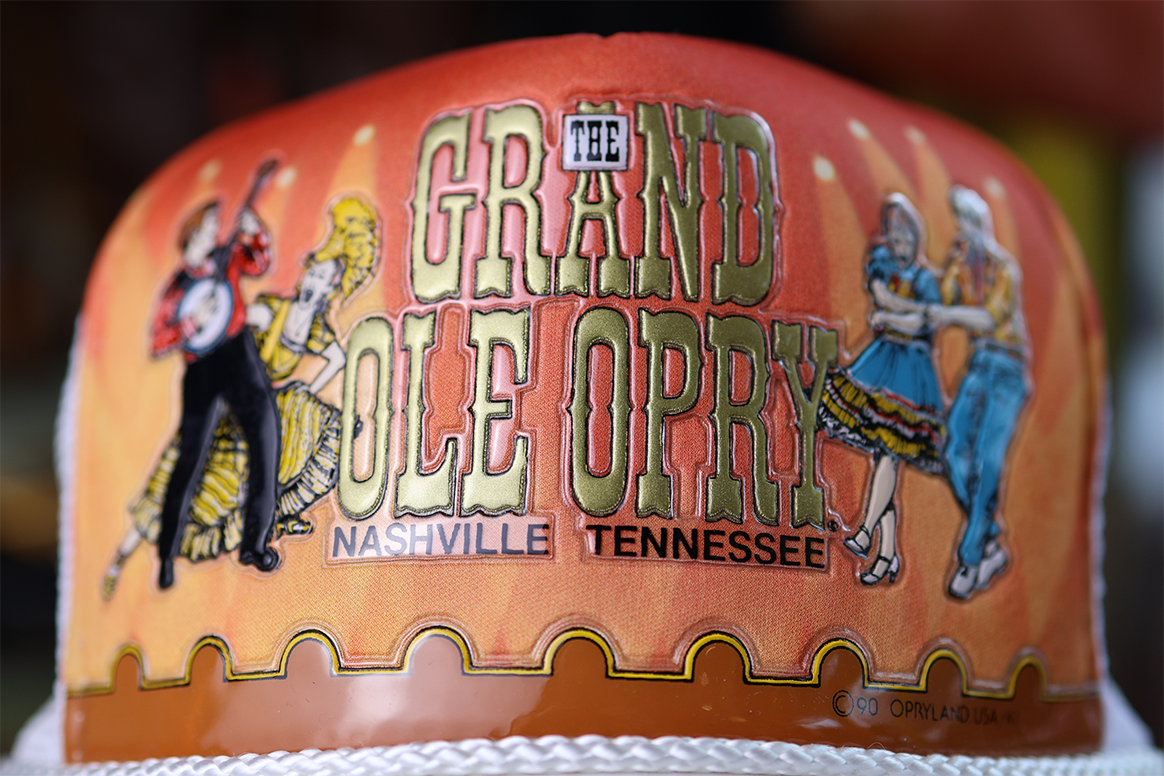 THE
GRAND
OLE OPRY®
NASHVILLE TENNESSEE
©90 OPRYLAND USA